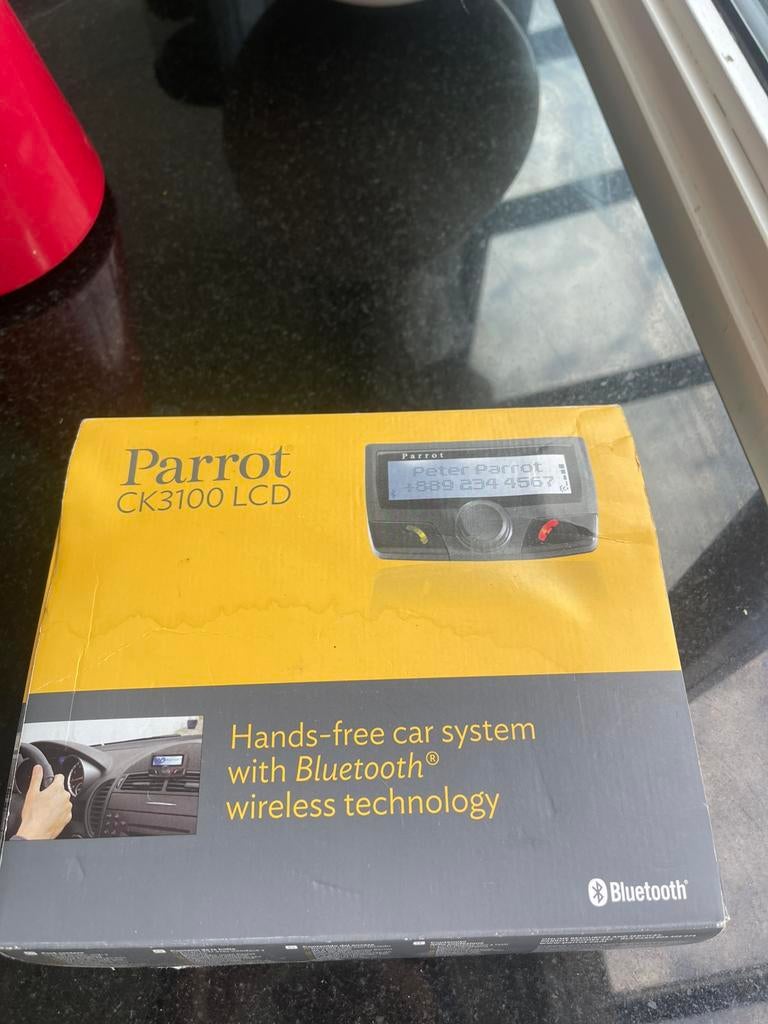 Parrot
CK3100 LCD
Parrot
Peter Parrot
+889 234 4567
Hands-free car system
with Bluetooth®
wireless technology
Bluetooth®